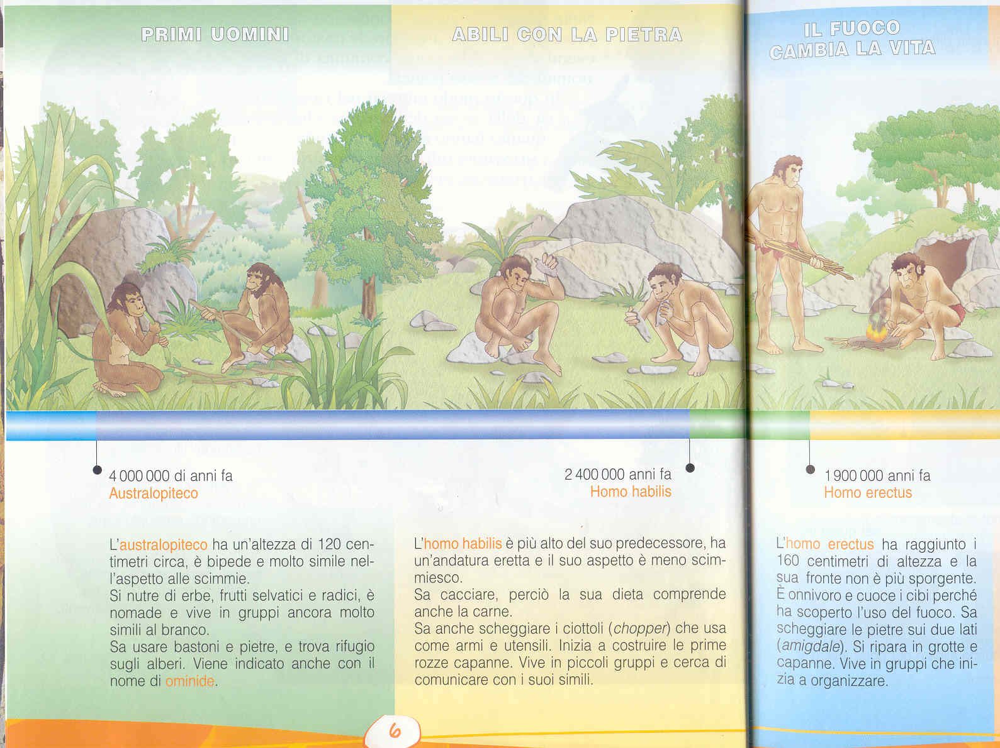 PRIMI UOMINI
ABILI CON LA PIETRA
IL FUOCO
CAMBIA LA VITA
4 000 000 di anni fa
Australopiteco
2 400 000 anni fa
Homo habilis
1 900 000 anni fa
Homo erectus
L'australopiteco ha un'altezza di 120 cen-
timetri circa, è bipede e molto simile nel-
l'aspetto alle scimmie.
Si nutre di erbe, frutti selvatici e radici, è
nomade e vive in gruppi ancora molto
simili al branco.
Sa usare bastoni e pietre, e trova rifugio
sugli alberi. Viene indicato anche con il
nome di ominide.
L'homo habilis è più alto del suo predecessore, ha
un'andatura eretta e il suo aspetto è meno scim-
miesco.
Sa cacciare, perciò la sua dieta comprende
anche la carne.
Sa anche scheggiare i ciottoli (chopper) che usa
come armi e utensili. Inizia a costruire le prime
rozze capanne. Vive in piccoli gruppi e cerca di
comunicare con i suoi simili.
L'homo erectus ha raggiunto i
160 centimetri di altezza e la
sua fronte non è più sporgente.
È onnivoro e cuoce i cibi perché
ha scoperto l'uso del fuoco. Sa
scheggiare le pietre sui due lati
(amigdale). Si ripara in grotte e
capanne. Vive in gruppi che ini-
zia a organizzare.
6